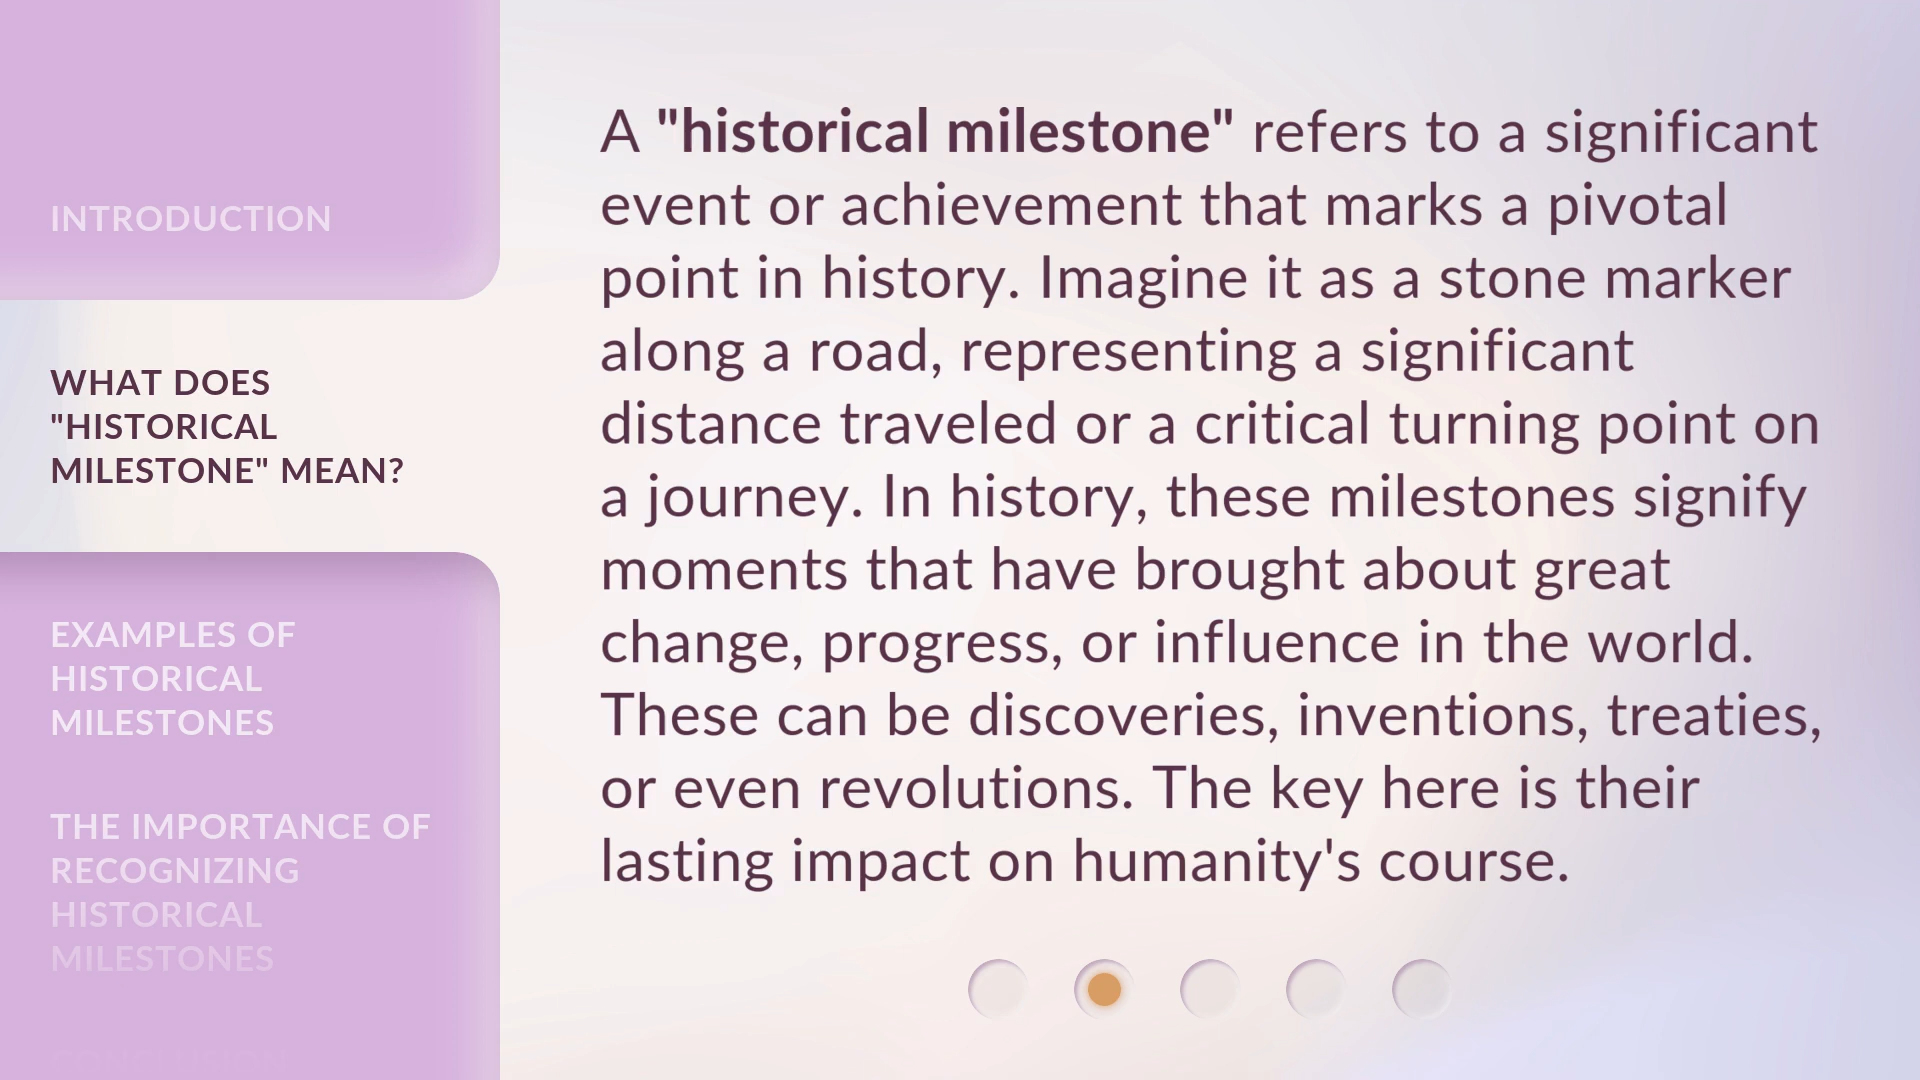 INTRODUCTION
WHAT DOES
"HISTORICAL
MILESTONE" MEAN?
EXAMPLES OF
HISTORICAL
MILESTONES
THE IMPORTANCE OF
RECOGNIZING
HISTORICAL
MILESTONES
CONCLUSION
A "historical milestone" refers to a significant
event or achievement that marks a pivotal
point in history. Imagine it as a stone marker
along a road, representing a significant
distance traveled or a critical turning point on
a journey. In history, these milestones signify
moments that have brought about great
change, progress, or influence in the world.
These can be discoveries, inventions, treaties,
or even revolutions. The key here is their
lasting impact on humanity's course.